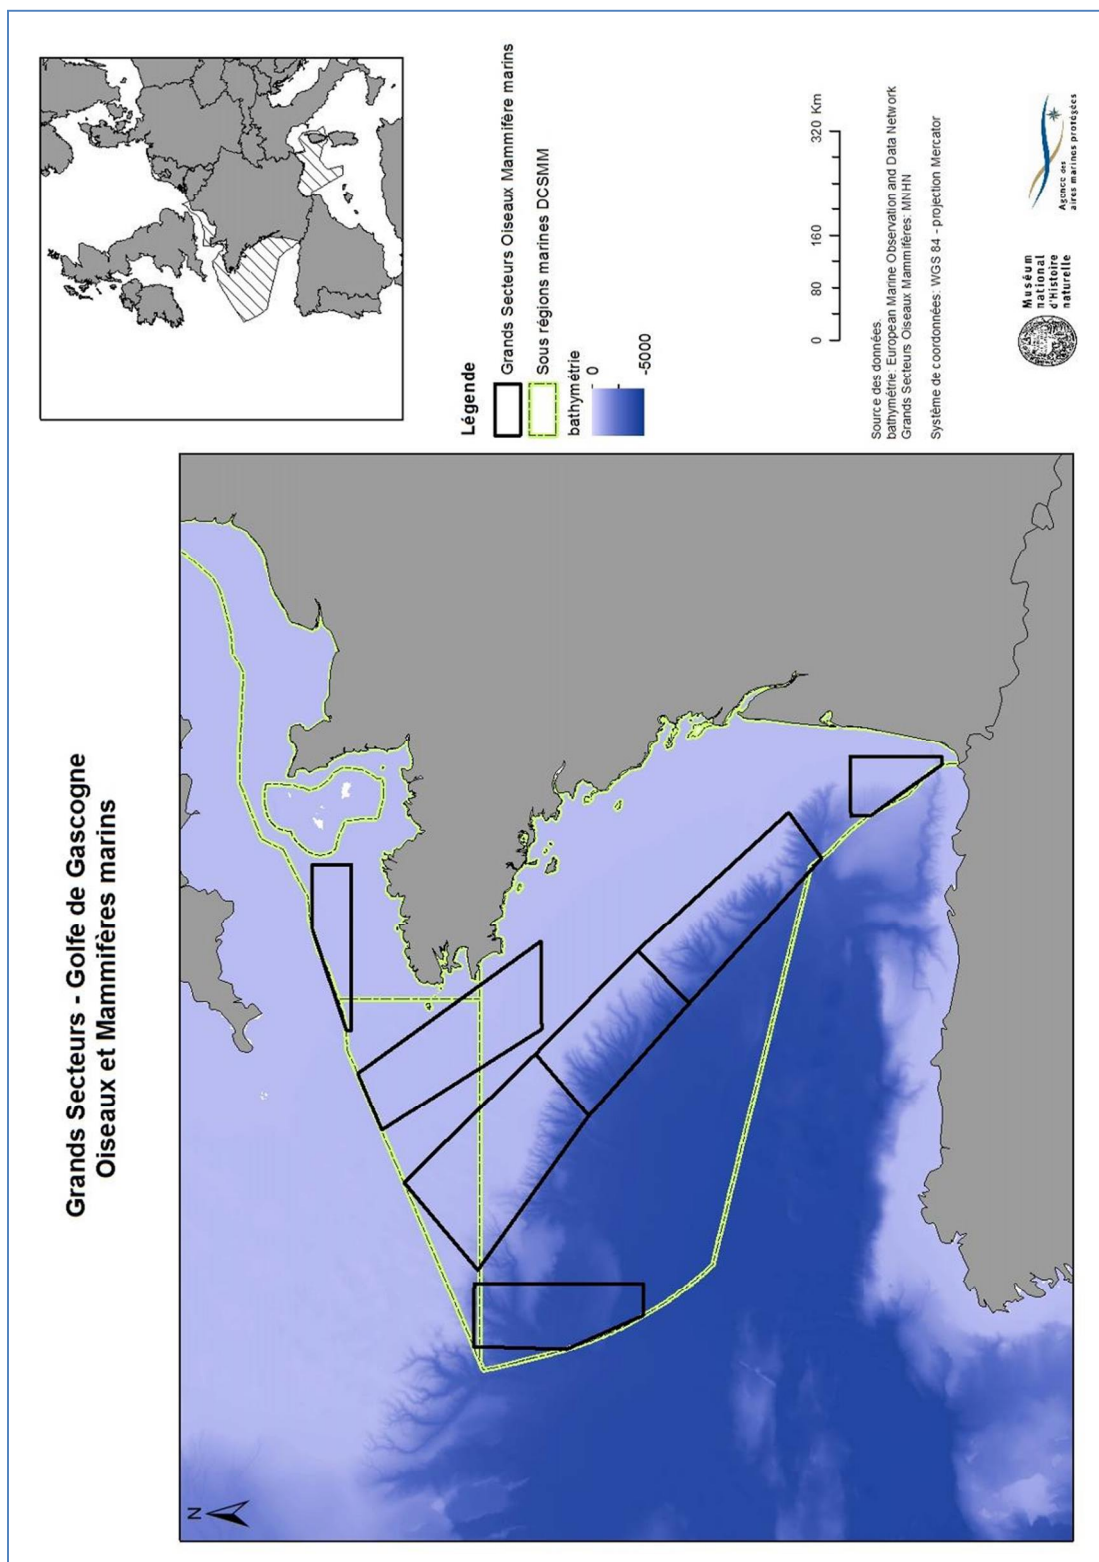 Grands Secteurs - Golfe de Gascogne
Oiseaux et Mammifères marins
N
Légende
Grands Secteurs Oiseaux Mammifère marins
Sous régions marines DCSMM
bathymétrie
0
-5000
0 80 160 320 Km
Source des données:
bathymétrie: European Marine Observation and Data Network
Grands Secteurs Oiseaux Mammifères: MNHN
Système de coordonnées: WGS 84 - projection Mercator
Muséum
national
d'Histoire
naturelle
Agence des
aires marines protégées